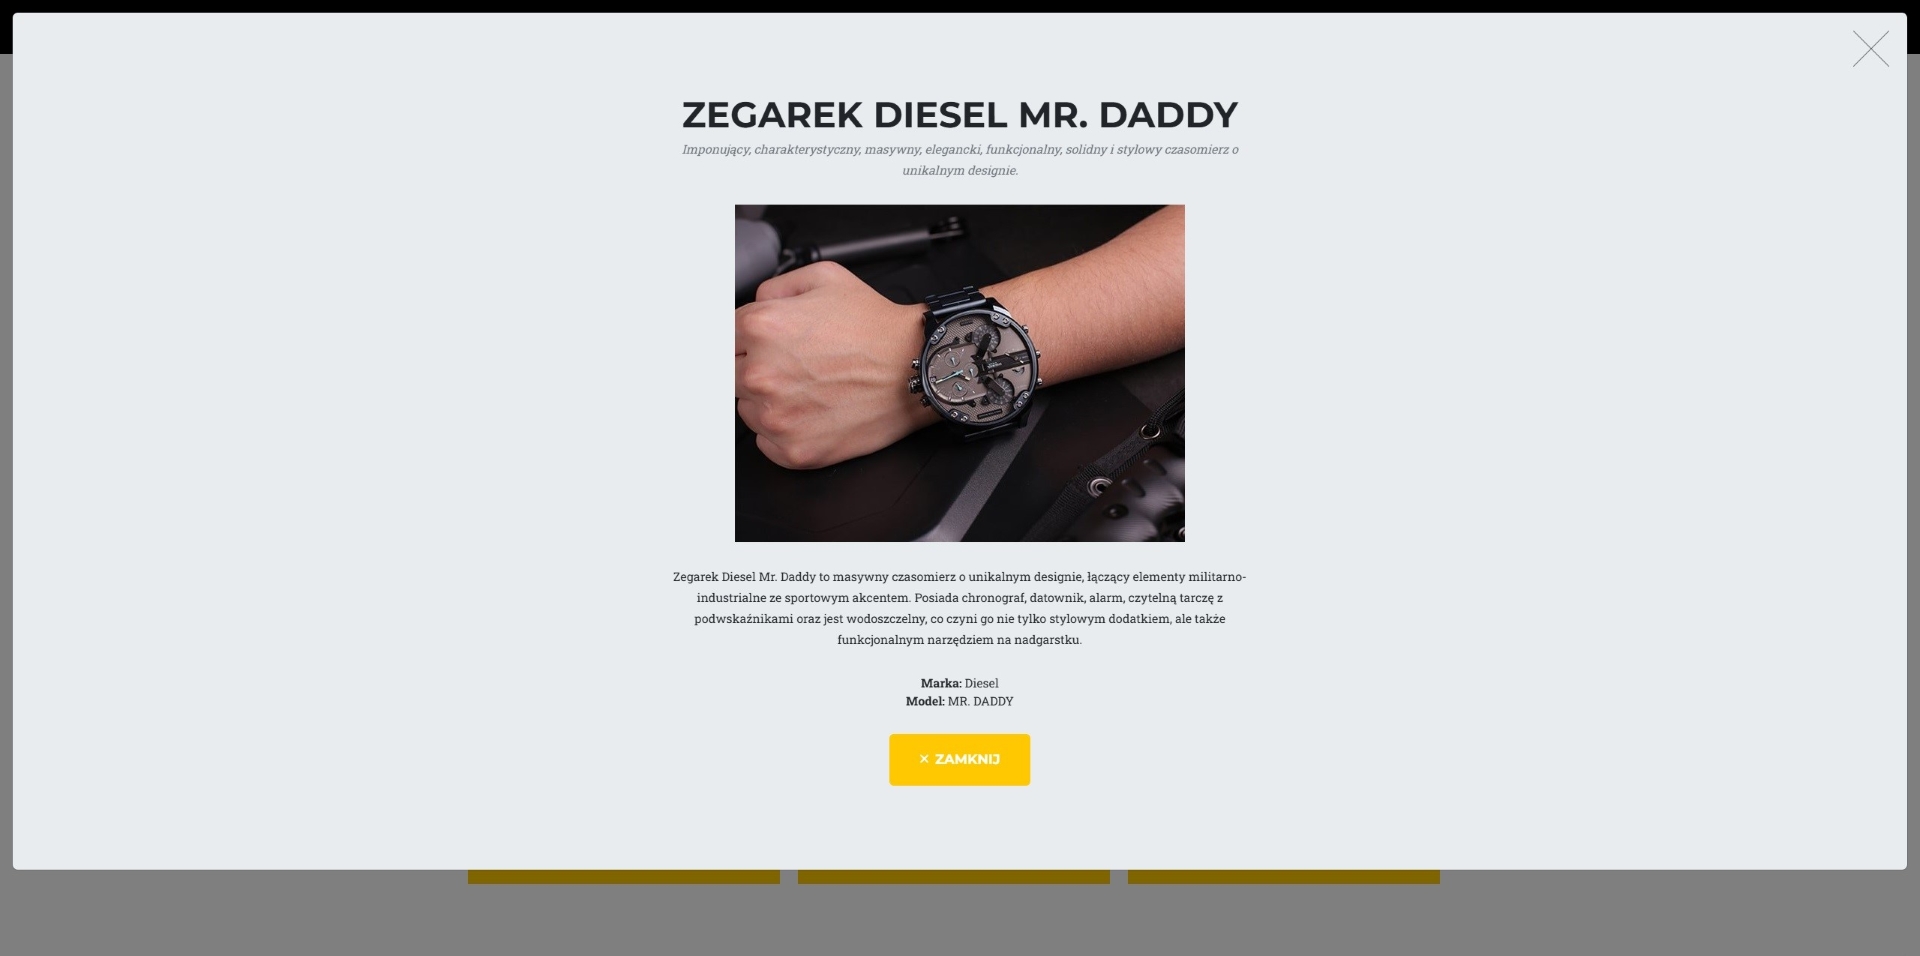 ZEGAREK DIESEL MR. DADDY
Imponujący, charakterystyczny, masywny, elegancki, funkcjonalny, solidny i stylowy czasomierz o
unikalnym designie.
Zegarek Diesel Mr. Daddy to masywny czasomierz o unikalnym designie, łączący elementy militarno-
industrialne ze sportowym akcentem. Posiada chronograf, datownik, alarm, czytelną tarczę z
podwskaźnikami oraz jest wodoszczelny, co czyni go nie tylko stylowym dodatkiem, ale także
funkcjonalnym narzędziem na nadgarstku.
Marka: Diesel
Model: MR. DADDY
× ZAMKNIJ